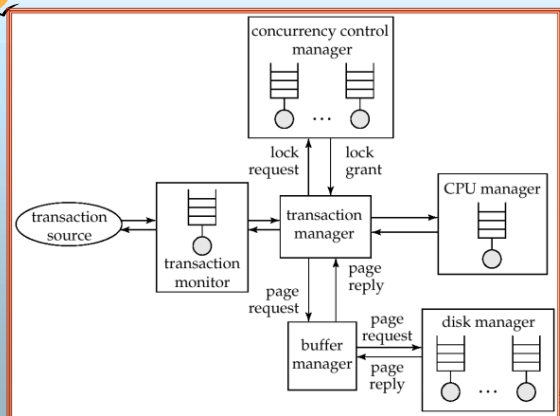 concurrency control
manager
...
lock
request
lock
grant
transaction
source
transaction
monitor
transaction
manager
CPU manager
page
request
page
reply
buffer
manager
page
request
page
reply
disk manager
...